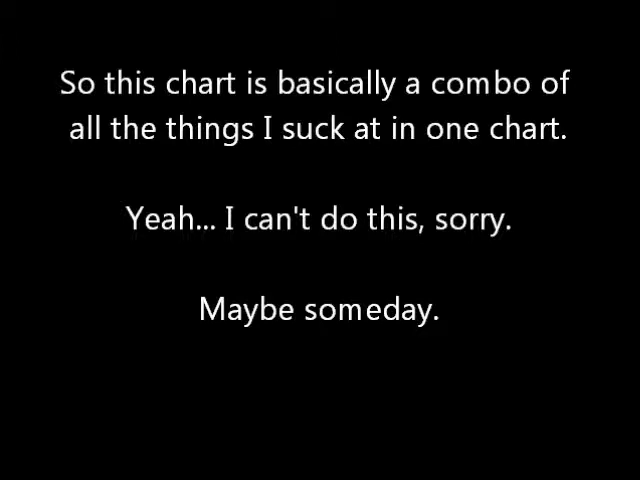 So this chart is basically a combo of
all the things I suck at in one chart.
Yeah... I can't do this, sorry.
Maybe someday.